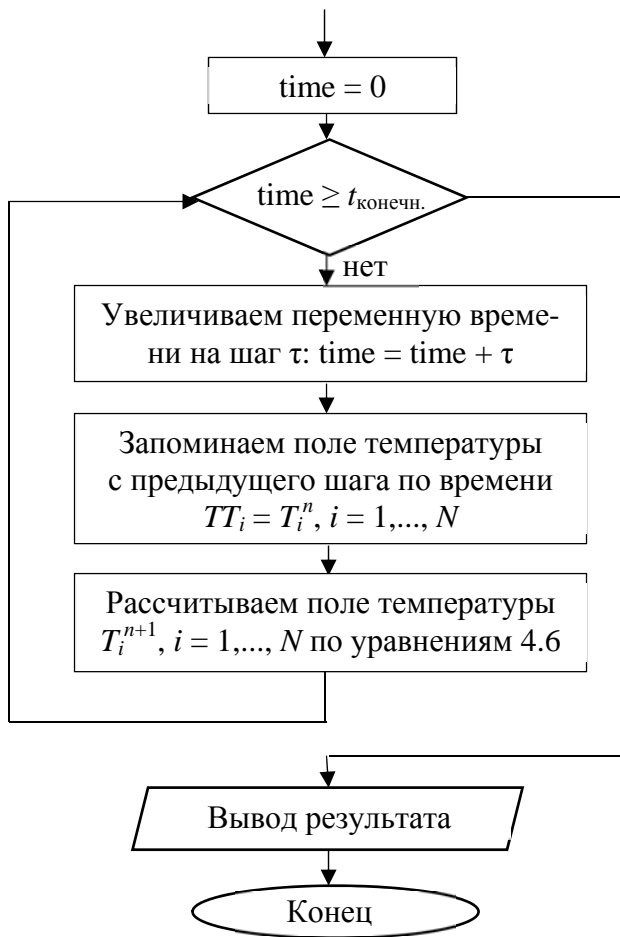 time = 0
time ≥ tконечн.
нет
Увеличиваем переменную време-
ни на шаг τ: time = time + τ
Запоминаем поле температуры
с предыдущего шага по времени
TTᵢ = Tᵢⁿ, i = 1,..., N
Рассчитываем поле температуры
Tᵢⁿ⁺¹, i = 1,..., N по уравнениям 4.6
Вывод результата
Конец